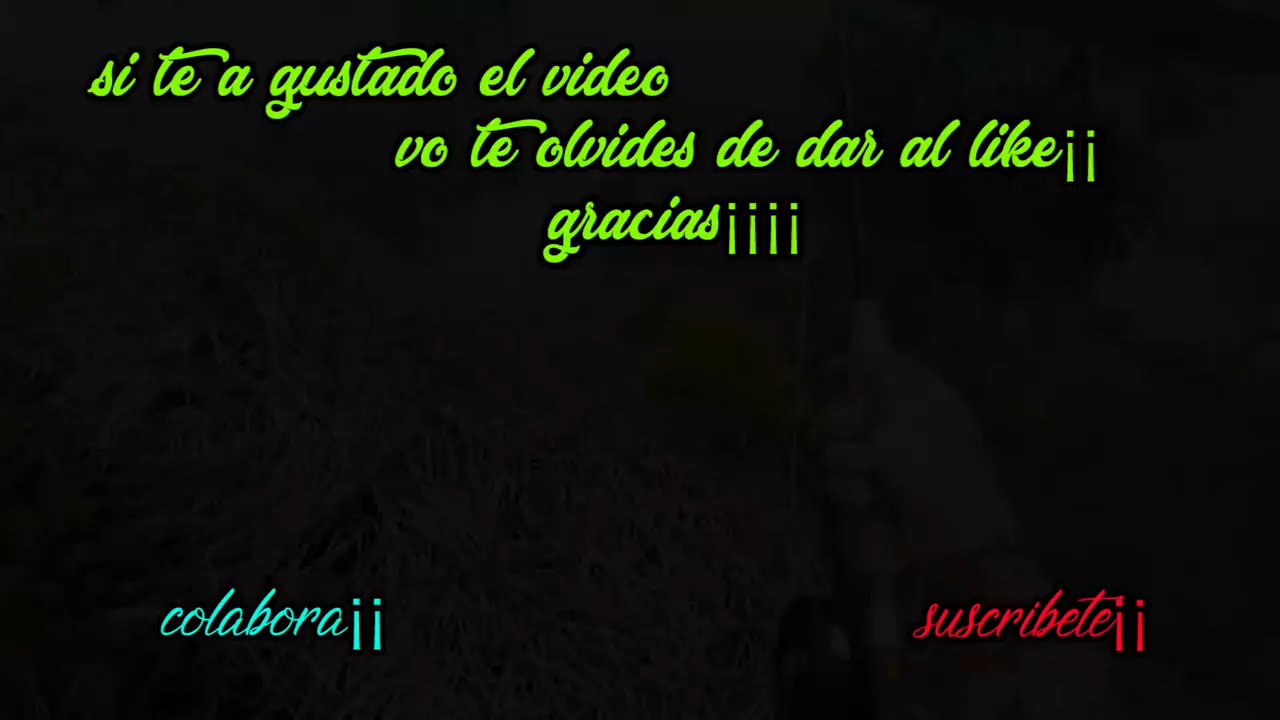 si te a gustado el video
vo te olvides de dar al like¡¡
gracias¡¡¡¡
colabora¡¡
suscribete¡¡